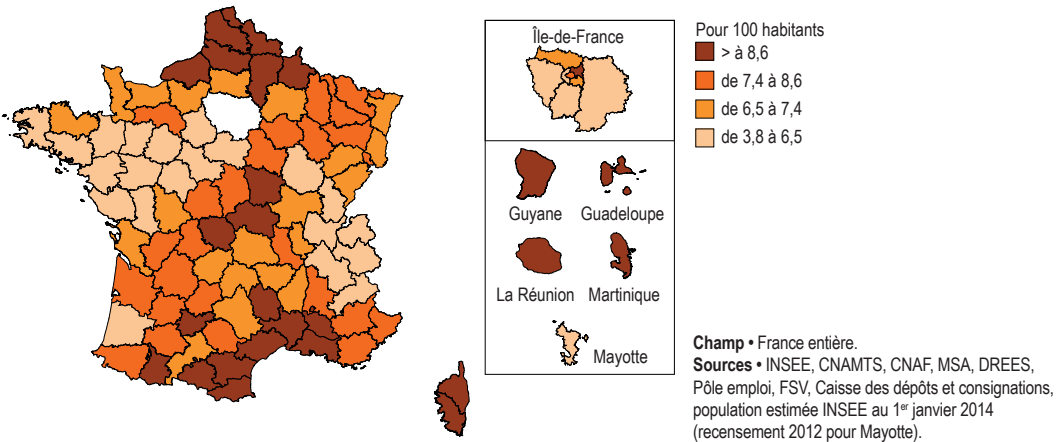 Île-de-France
Guyane
Guadeloupe
La Réunion
Martinique
Mayotte
Pour 100 habitants
> à 8,6
de 7,4 à 8,6
de 6,5 à 7,4
de 3,8 à 6,5
Champ • France entière.
Sources • INSEE, CNAMTS, CNAF, MSA, DREES,
Pôle emploi, FSV, Caisse des dépôts et consignations,
population estimée INSEE au 1er janvier 2014
(recensement 2012 pour Mayotte).